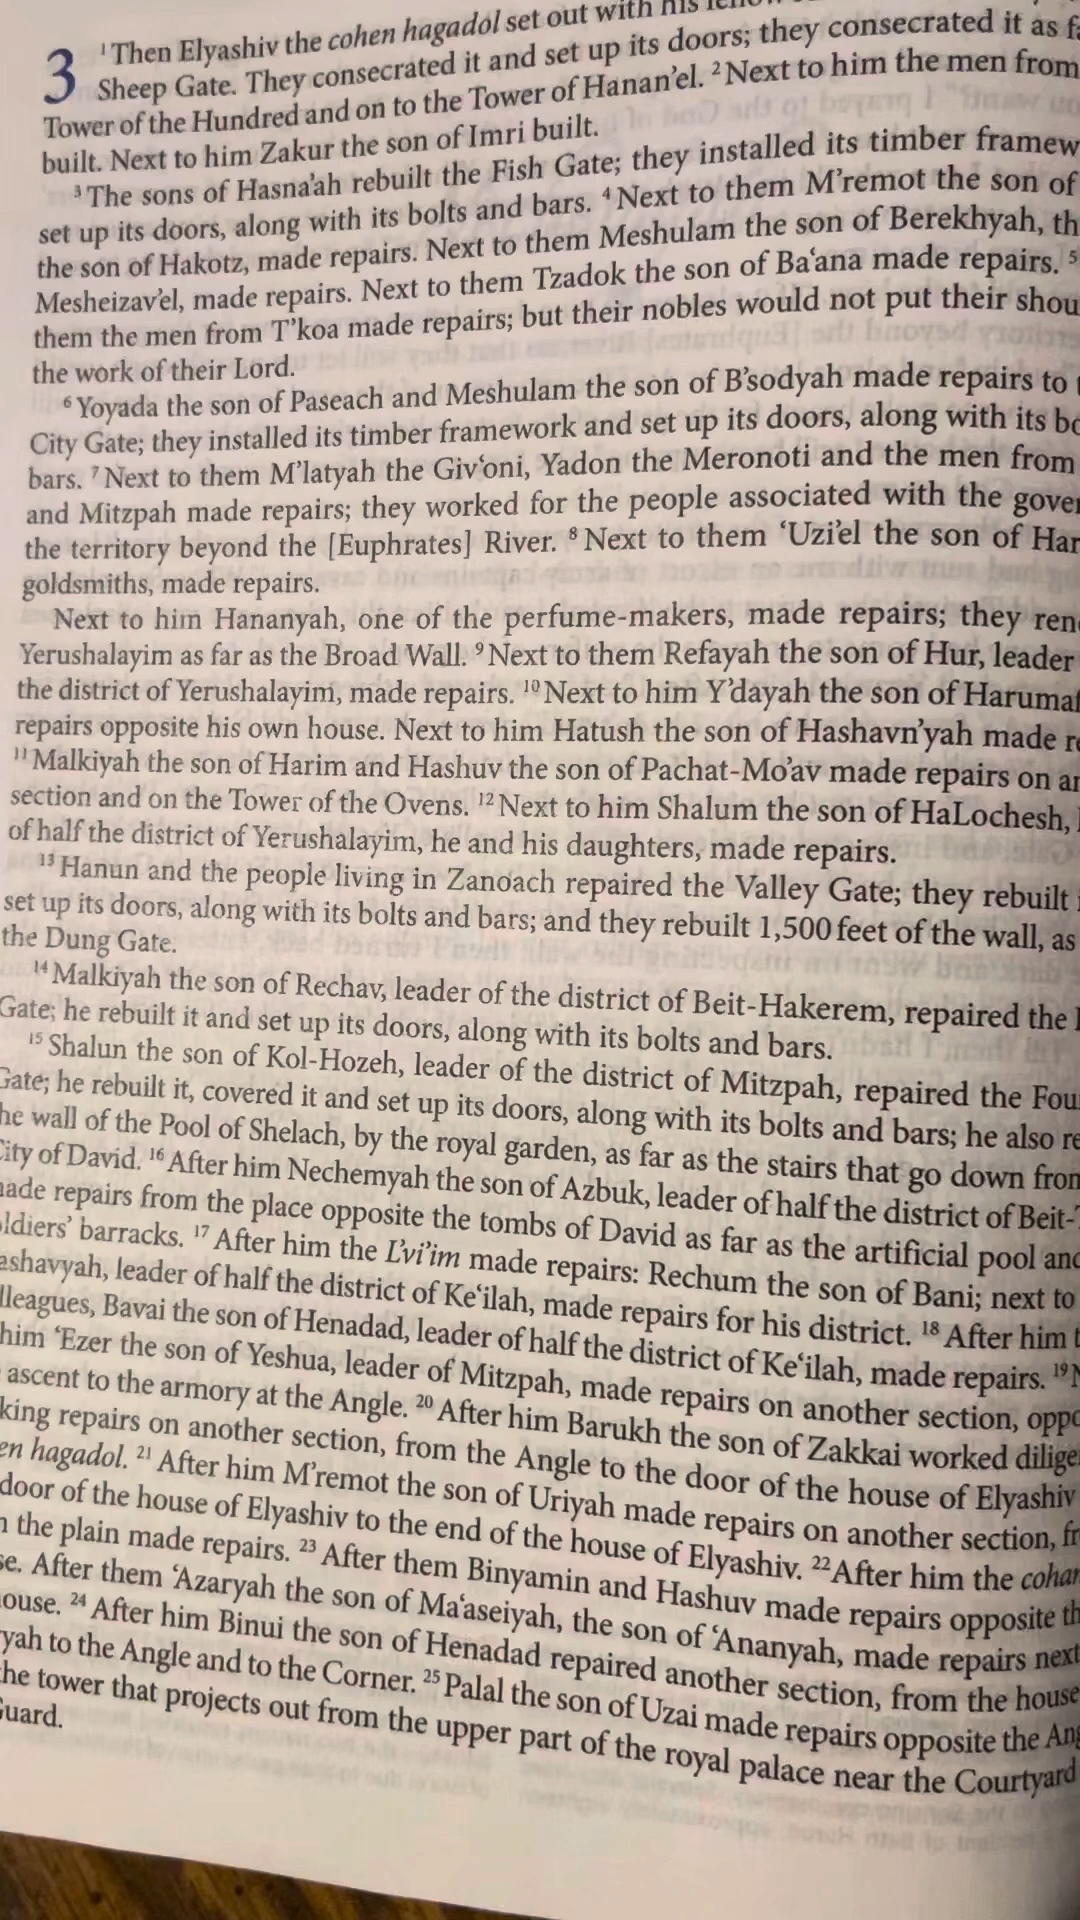 3 ¹Then Elyashiv the cohen hagadol set out with his
Sheep Gate. They consecrated it and set up its doors; they consecrated it as
Tower of the Hundred and on to the Tower of Hanan’el. ²Next to him the men from
built. Next to him Zakur the son of Imri built.
³The sons of Hasna’ah rebuilt the Fish Gate; they installed its timber
set up its doors, along with its bolts and bars. ⁴Next to them M’remot the son of
the son of Hakotz, made repairs. Next to them Meshulam the son of Berekhyah,
Mesheizav’el, made repairs. Next to them Tzadok the son of Ba‘ana made repairs. ⁵
them the men from T’koa made repairs; but their nobles would not put their
the work of their Lord.
⁶Yoyada the son of Paseach and Meshulam the son of B’sodyah made repairs to
City Gate; they installed its timber framework and set up its doors, along with its
bars. ⁷Next to them M’latyah the Giv‘oni, Yadon the Meronoti and the men from
and Mitzpah made repairs; they worked for the people associated with the
the territory beyond the [Euphrates] River. ⁸Next to them ‘Uzi’el the son of
goldsmiths, made repairs.
Next to him Hananyah, one of the perfume-makers, made repairs; they
Yerushalayim as far as the Broad Wall. ⁹Next to them Refayah the son of Hur, leader
the district of Yerushalayim, made repairs. ¹⁰Next to him Y’dayah the son of
repairs opposite his own house. Next to him Hatush the son of Hashavn’yah made
¹¹Malkiyah the son of Harim and Hashuv the son of Pachat-Mo’av made repairs on
section and on the Tower of the Ovens. ¹²Next to him Shalum the son of HaLochesh,
of half the district of Yerushalayim, he and his daughters, made repairs.
¹³Hanun and the people living in Zanoach repaired the Valley Gate; they rebuilt
set up its doors, along with its bolts and bars; and they rebuilt 1,500 feet of the wall, as
the Dung Gate.
¹⁴Malkiyah the son of Rechav, leader of the district of Beit-Hakerem, repaired the
Gate; he rebuilt it and set up its doors, along with its bolts and bars.
¹⁵Shalun the son of Kol-Hozeh, leader of the district of Mitzpah, repaired the
Gate; he rebuilt it, covered it and set up its doors, along with its bolts and bars; he also
the wall of the Pool of Shelach, by the royal garden, as far as the stairs that go down from
City of David. ¹⁶After him Nechemyah the son of Azbuk, leader of half the district of
made repairs from the place opposite the tombs of David as far as the artificial pool and
barracks. ¹⁷After him the L’vi’im made repairs: Rechum the son of Bani; next to
leader of half the district of Ke‘ilah, made repairs for his district. ¹⁸After him
Bavai the son of Henadad, leader of half the district of Ke‘ilah, made repairs. ¹⁹
him ‘Ezer the son of Yeshua, leader of Mitzpah, made repairs on another section,
ascent to the armory at the Angle. ²⁰After him Barukh the son of Zakkai worked
repairs on another section, from the Angle to the door of the house of Elyashiv
hagadol. ²¹After him M’remot the son of Uriyah made repairs on another section,
door of the house of Elyashiv to the end of the house of Elyashiv. ²²After him the
the plain made repairs. ²³After them Binyamin and Hashuv made repairs opposite
After them ‘Azaryah the son of Ma‘aseiyah, the son of ‘Ananyah, made repairs next
²⁴After him Binui the son of Henadad repaired another section, from the house
to the Angle and to the Corner. ²⁵Palal the son of Uzai made repairs opposite the
the tower that projects out from the upper part of the royal palace near the Courtyard
Guard.